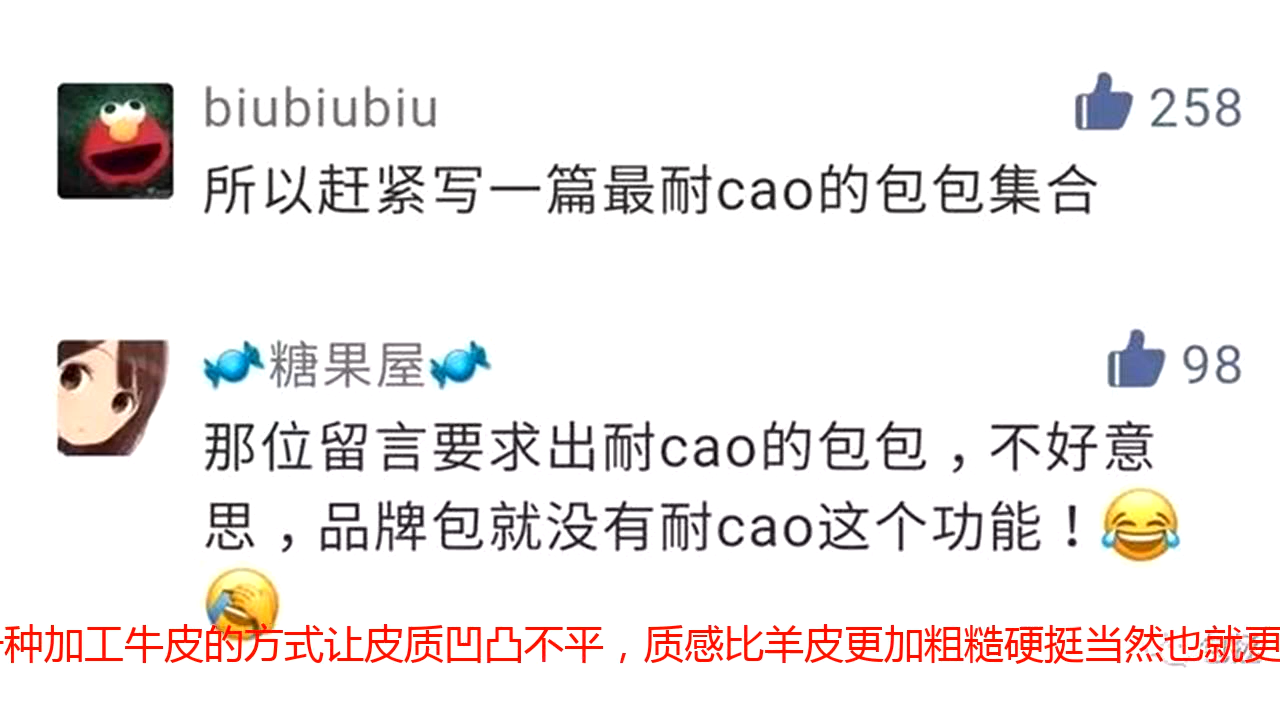 biubiubiu
258
所以赶紧写一篇最耐cao的包包集合
糖果屋
98
那位留言要求出耐cao的包包，不好意
思，品牌包就没有耐cao这个功能！
种加工牛皮的方式让皮质凹凸不平，质感比羊皮更加粗糙硬挺当然也就更